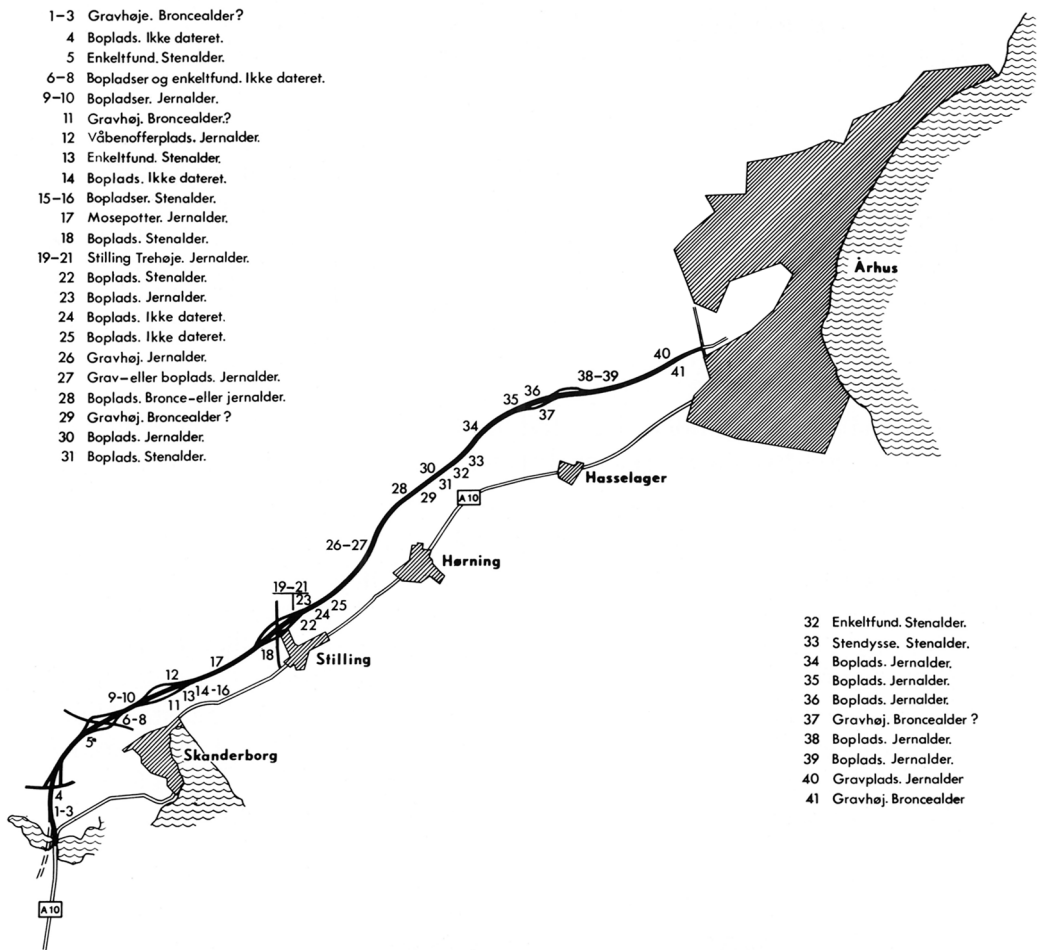 1–3 Gravhøje. Broncealder?
4 Boplads. Ikke dateret.
5 Enkeltfund. Stenalder.
6–8 Bopladser og enkeltfund. Ikke dateret.
9–10 Bopladser. Jernalder.
11 Gravhøj. Broncealder.?
12 Våbenofferplads. Jernalder.
13 Enkeltfund. Stenalder.
14 Boplads. Ikke dateret.
15–16 Bopladser. Stenalder.
17 Mosepotter. Jernalder.
18 Boplads. Stenalder.
19–21 Stilling Trehøje. Jernalder.
22 Boplads. Stenalder.
23 Boplads. Jernalder.
24 Boplads. Ikke dateret.
25 Boplads. Ikke dateret.
26 Gravhøj. Jernalder.
27 Grav–eller boplads. Jernalder.
28 Boplads. Bronce–eller jernalder.
29 Gravhøj. Broncealder ?
30 Boplads. Jernalder.
31 Boplads. Stenalder.
Århus
40
41
38–39
36
35
37
34
33
30
32
31
Hasselager
28
29
A 10
26–27
Hørning
19–21
23
25
24
22
18
Stilling
17
12
9–10
13
14-16
11
6–8
5
Skanderborg
4
1-3
A 10
32 Enkeltfund. Stenalder.
33 Stendysse. Stenalder.
34 Boplads. Jernalder.
35 Boplads. Jernalder.
36 Boplads. Jernalder.
37 Gravhøj. Broncealder ?
38 Boplads. Jernalder.
39 Boplads. Jernalder.
40 Gravplads. Jernalder
41 Gravhøj. Broncealder